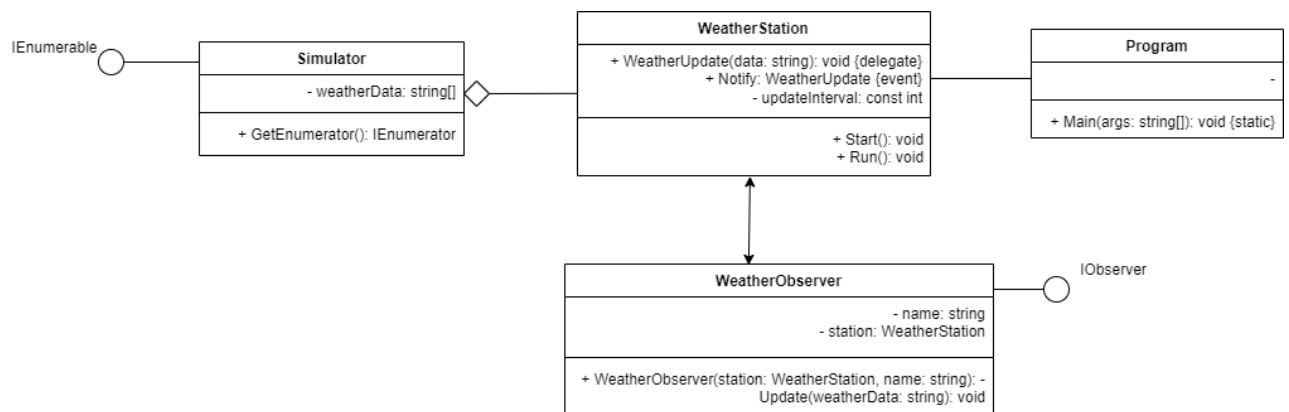 IEnumerable
Simulator
- weatherData: string[]
+ GetEnumerator(): IEnumerator
WeatherStation
+ WeatherUpdate(data: string): void {delegate}
+ Notify: WeatherUpdate {event}
- updateInterval: const int
+ Start(): void
+ Run(): void
Program
-
+ Main(args: string[]): void {static}
WeatherObserver
- name: string
- station: WeatherStation
+ WeatherObserver(station: WeatherStation, name: string): -
Update(weatherData: string): void
IObserver